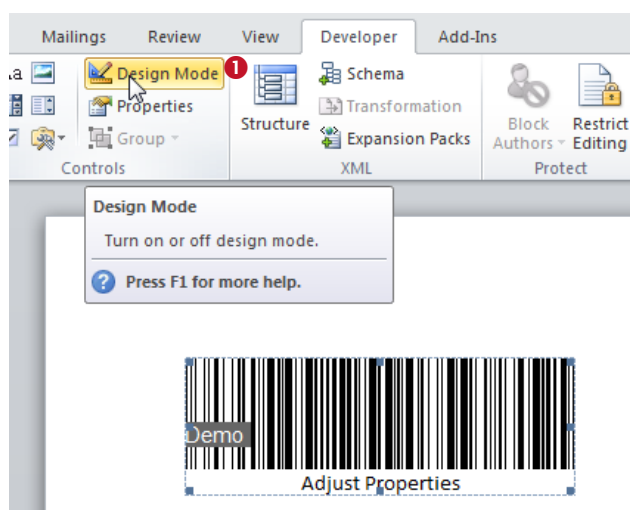 Mailings Review View Developer Add-Ins
Aa Design Mode 1 Schema
Properties Transformation
Structure Block Restrict
Group Expansion Packs Authors Editing
Controls XML Protect
Design Mode
Turn on or off design mode.
? Press F1 for more help.
Demo
Adjust Properties